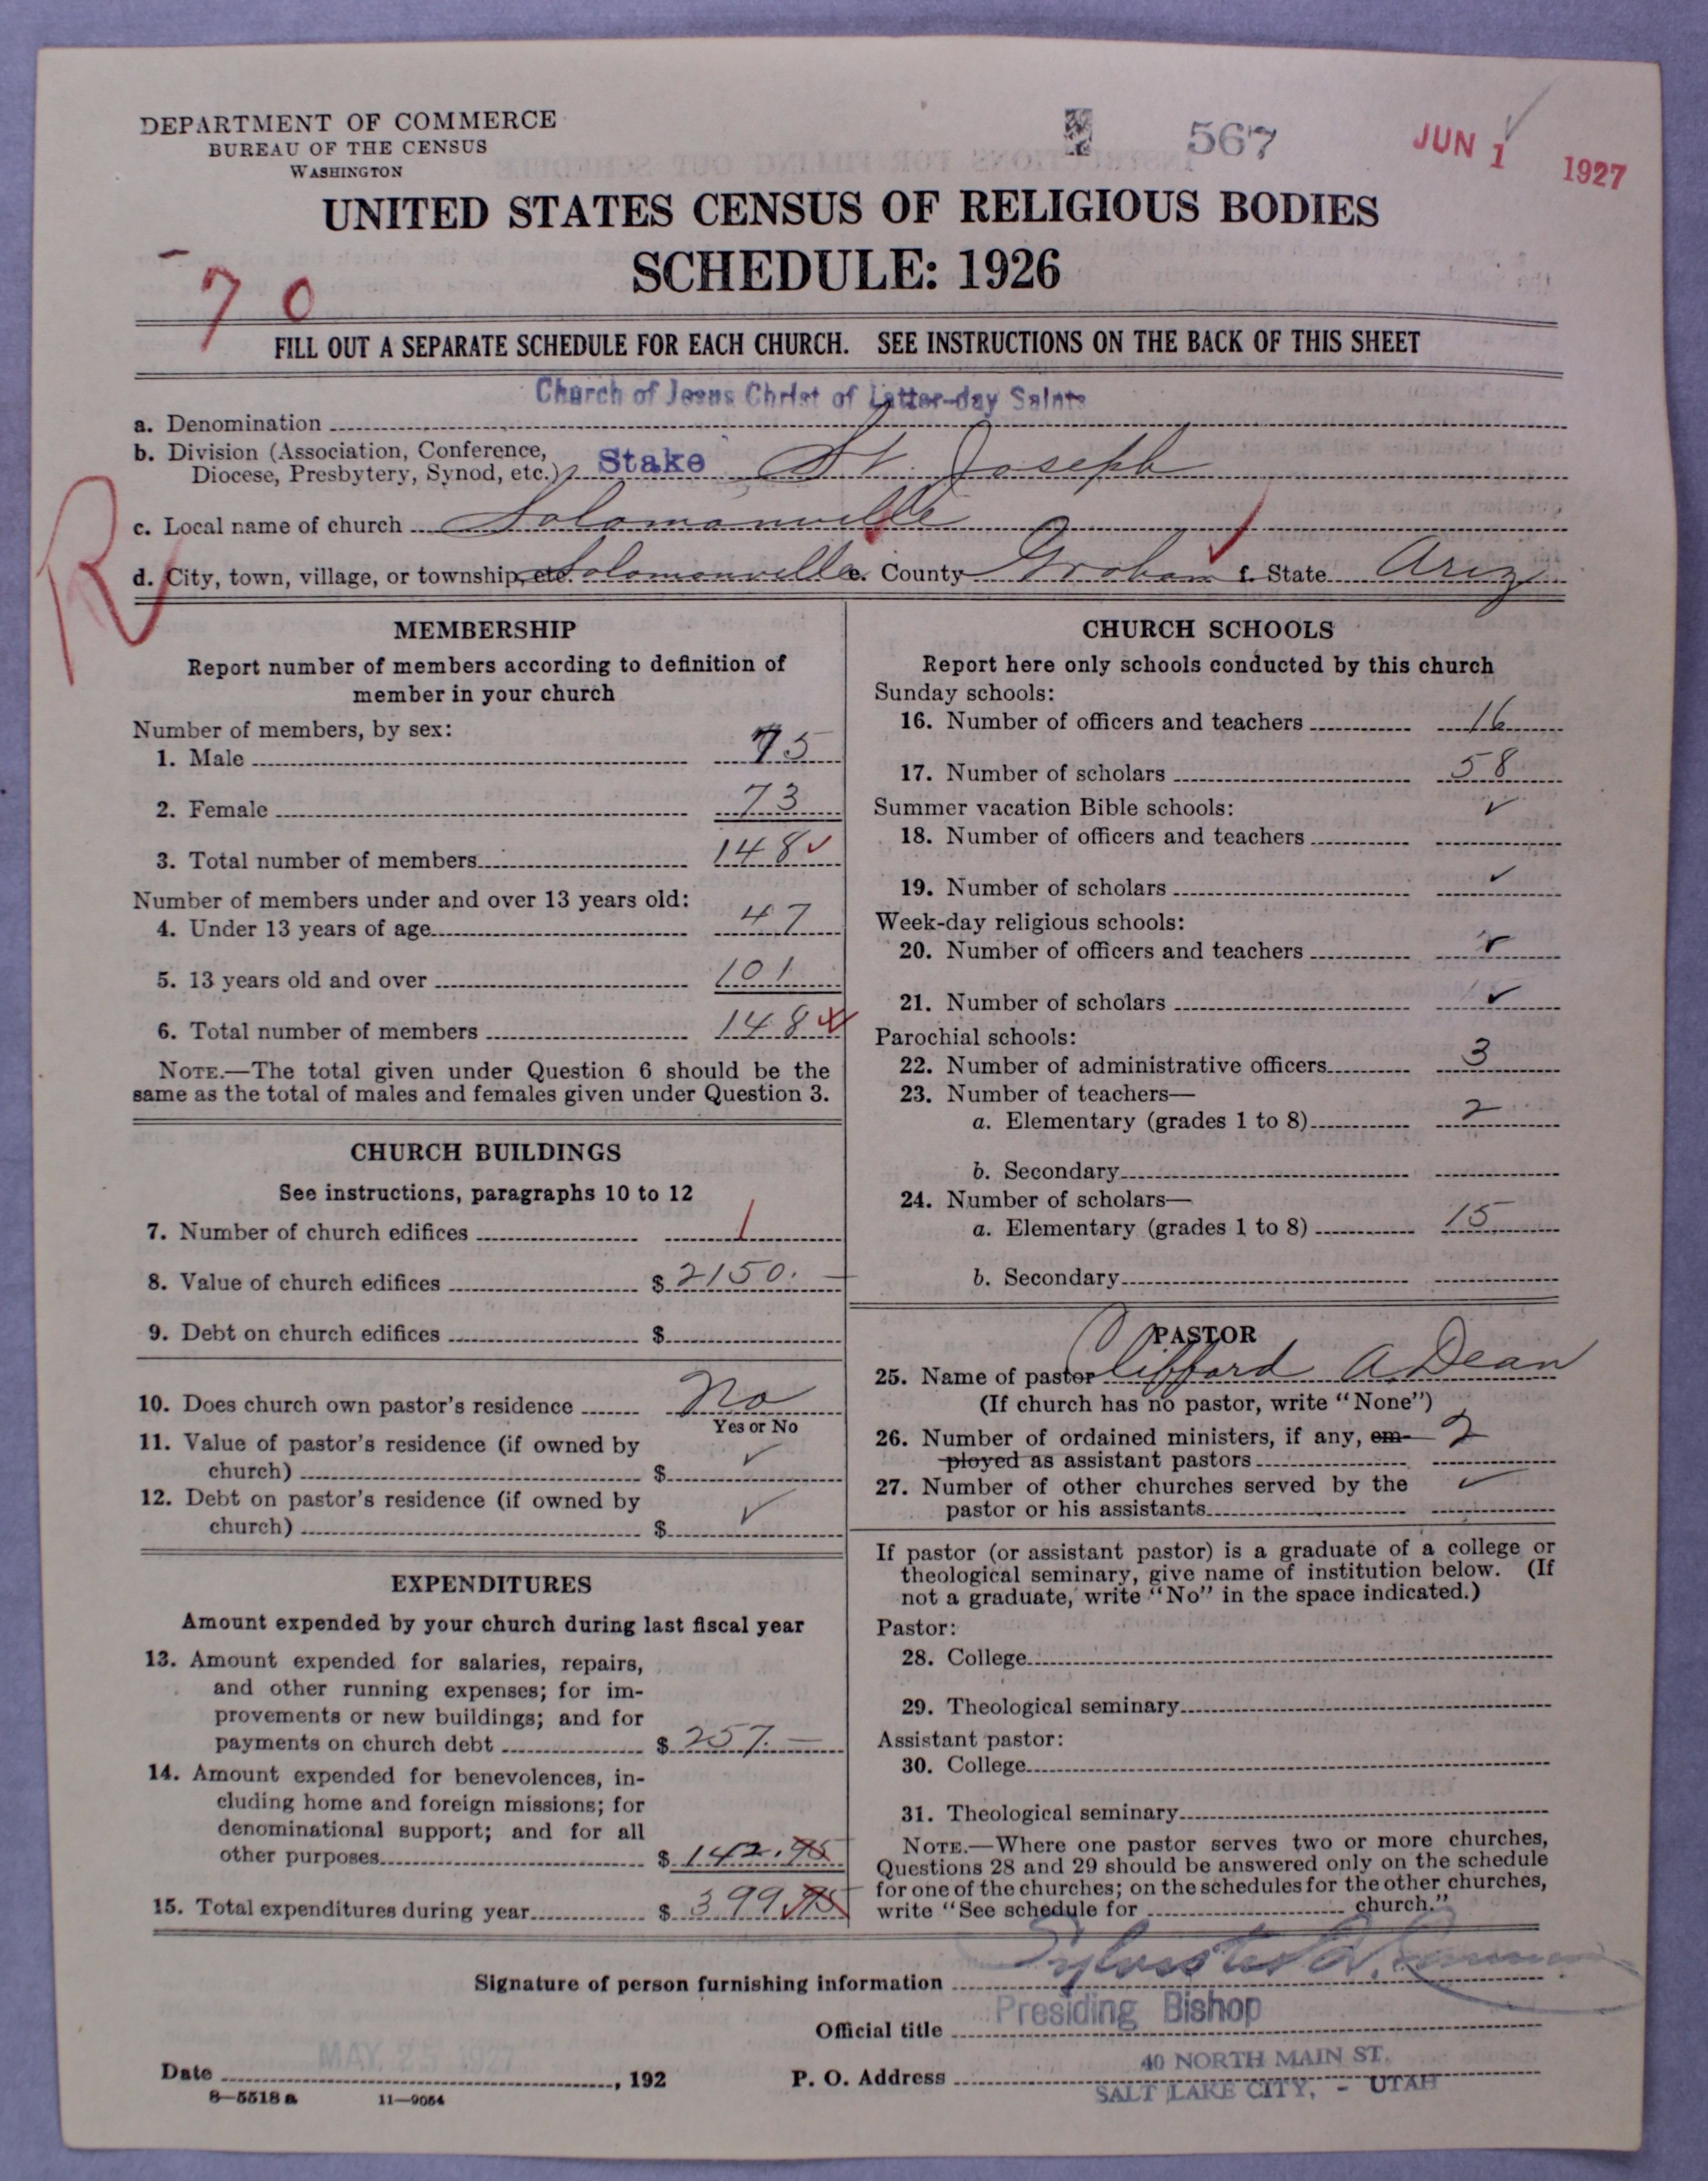 DEPARTMENT OF COMMERCE
BUREAU OF THE CENSUS
WASHINGTON
567
JUN 1 1927
UNITED STATES CENSUS OF RELIGIOUS BODIES
SCHEDULE: 1926
70
FILL OUT A SEPARATE SCHEDULE FOR EACH CHURCH. SEE INSTRUCTIONS ON THE BACK OF THIS SHEET
Church of Jesus Christ of Latter-day Saints
a. Denomination
b. Division (Association, Conference,
Diocese, Presbytery, Synod, etc.) Stake St. Joseph
c. Local name of church Solomonville
d. City, town, village, or township, etc. Solomonville e. County Graham f. State Ariz
R
MEMBERSHIP
Report number of members according to definition of
member in your church
Number of members, by sex:
1. Male 75
2. Female 73
3. Total number of members 148
Number of members under and over 13 years old:
4. Under 13 years of age 47
5. 13 years old and over 101
6. Total number of members 148
NOTE.—The total given under Question 6 should be the
same as the total of males and females given under Question 3.
CHURCH BUILDINGS
See instructions, paragraphs 10 to 12
7. Number of church edifices 1
8. Value of church edifices $ 2150. —
9. Debt on church edifices $
10. Does church own pastor's residence No
Yes or No
11. Value of pastor's residence (if owned by
church) $ ✓
12. Debt on pastor's residence (if owned by
church) $ ✓
EXPENDITURES
Amount expended by your church during last fiscal year
13. Amount expended for salaries, repairs,
and other running expenses; for im-
provements or new buildings; and for
payments on church debt $ 257. —
14. Amount expended for benevolences, in-
cluding home and foreign missions; for
denominational support; and for all
other purposes $ 142.95
15. Total expenditures during year $ 399 95
CHURCH SCHOOLS
Report here only schools conducted by this church
Sunday schools:
16. Number of officers and teachers 16
17. Number of scholars 58
Summer vacation Bible schools:
18. Number of officers and teachers ✓
19. Number of scholars ✓
Week-day religious schools:
20. Number of officers and teachers ✓
21. Number of scholars ✓
Parochial schools:
22. Number of administrative officers 3
23. Number of teachers—
a. Elementary (grades 1 to 8) 2
b. Secondary
24. Number of scholars—
a. Elementary (grades 1 to 8) 15
b. Secondary
PASTOR
25. Name of pastor Clifford A. Dean
(If church has no pastor, write "None")
26. Number of ordained ministers, if any, em-
ployed as assistant pastors 2
27. Number of other churches served by the
pastor or his assistants ✓
If pastor (or assistant pastor) is a graduate of a college or
theological seminary, give name of institution below. (If
not a graduate, write "No" in the space indicated.)
Pastor:
28. College
29. Theological seminary
Assistant pastor:
30. College
31. Theological seminary
NOTE.—Where one pastor serves two or more churches,
Questions 28 and 29 should be answered only on the schedule
for one of the churches; on the schedules for the other churches,
write "See schedule for church."
Signature of person furnishing information Sylvester Q. Cannon
Official title Presiding Bishop
Date MAY 25 1927, 192
P. O. Address 40 NORTH MAIN ST.
SALT LAKE CITY, - UTAH
8—5518 a 11—9054